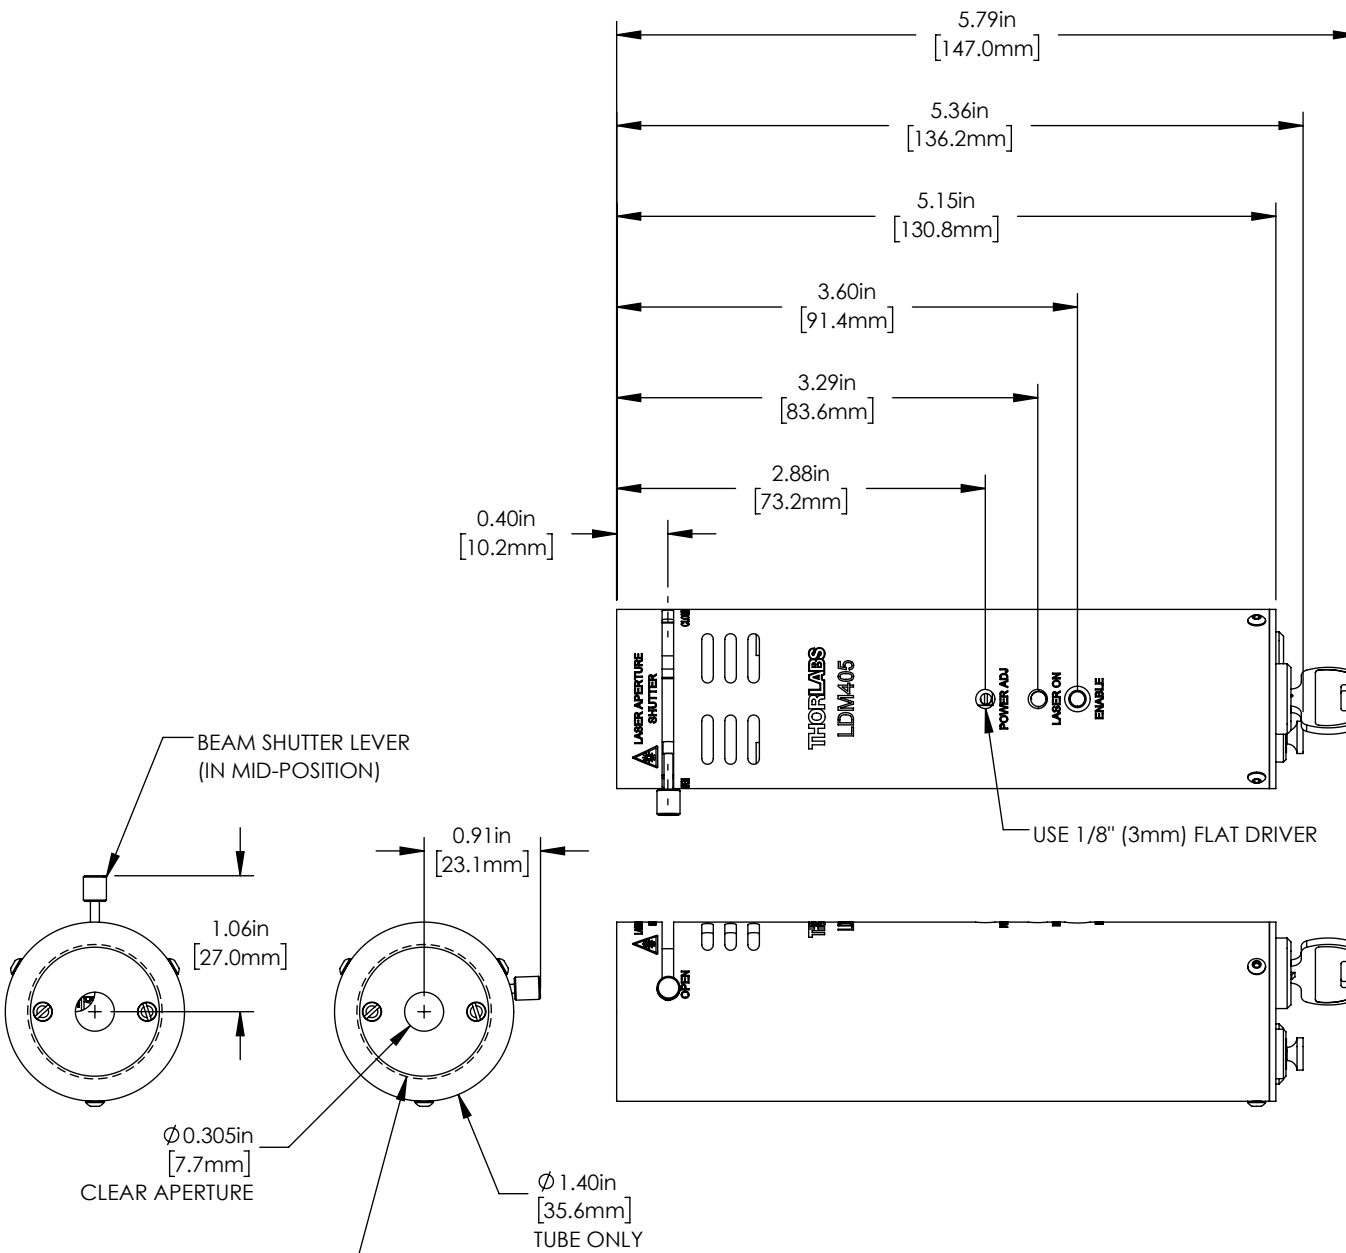 5.79in
[147.0mm]
5.36in
[136.2mm]
5.15in
[130.8mm]
3.60in
[91.4mm]
3.29in
[83.6mm]
2.88in
[73.2mm]
0.40in
[10.2mm]
LASER APERTURE
SHUTTER
THORLABS
LDM405
POWER ADJ
LASER ON
ENABLE
BEAM SHUTTER LEVER
(IN MID-POSITION)
USE 1/8" (3mm) FLAT DRIVER
0.91in
[23.1mm]
1.06in
[27.0mm]
OPEN
Ø0.305in
[7.7mm]
CLEAR APERTURE
Ø1.40in
[35.6mm]
TUBE ONLY